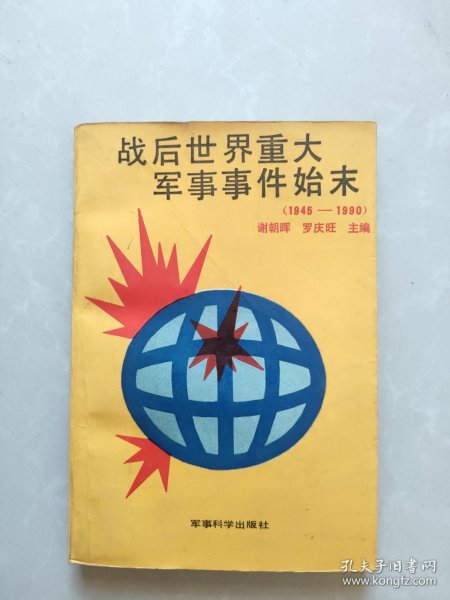 战后世界重大
军事事件始末
(1945—1990)
谢朝晖 罗庆旺 主编
军事科学出版社
孔夫子旧书网
www.kongfz.com